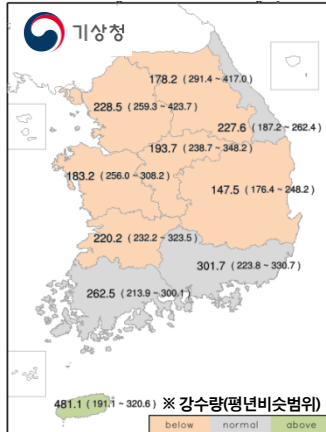 기상청
178.2 ( 291.4 ~ 417.0)
228.5 ( 259.3 ~ 423.7)
227.6 ( 187.2 ~ 262.4)
193.7 ( 238.7 ~ 348.2)
183.2 ( 256.0 ~ 308.2)
147.5 ( 176.4 ~ 248.2)
220.2 ( 232.2 ~ 323.5)
301.7 ( 223.8 ~ 330.7)
262.5 ( 213.9 ~ 300.1)
481.1 ( 191.1 ~ 320.6)
※ 강수량(평년비슷범위)
below normal above